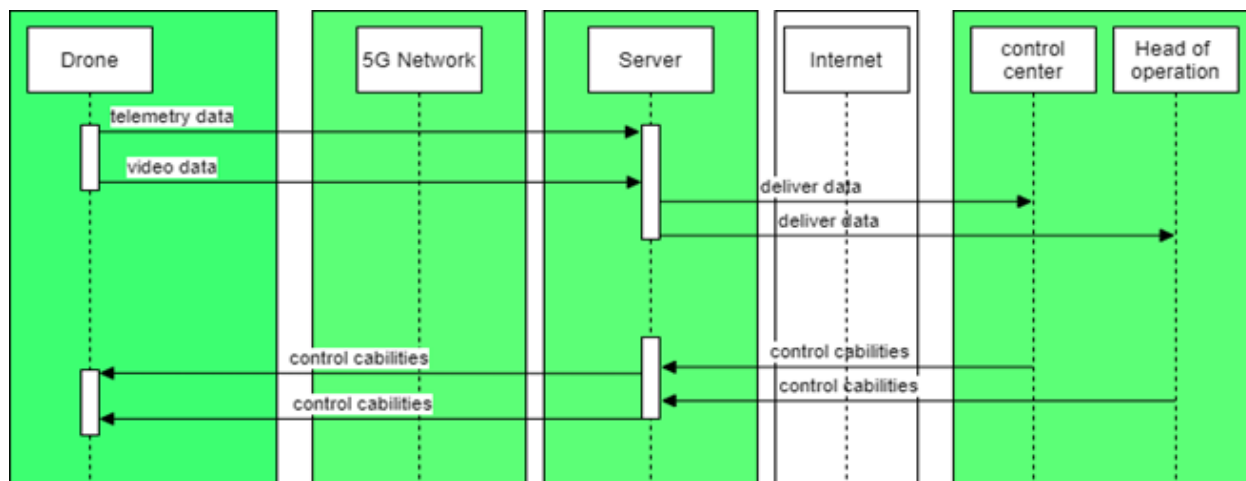 Drone
5G Network
Server
Internet
control
center
Head of
operation
telemetry data
video data
deliver data
deliver data
control cabilities
control cabilities
control cabilities
control cabilities